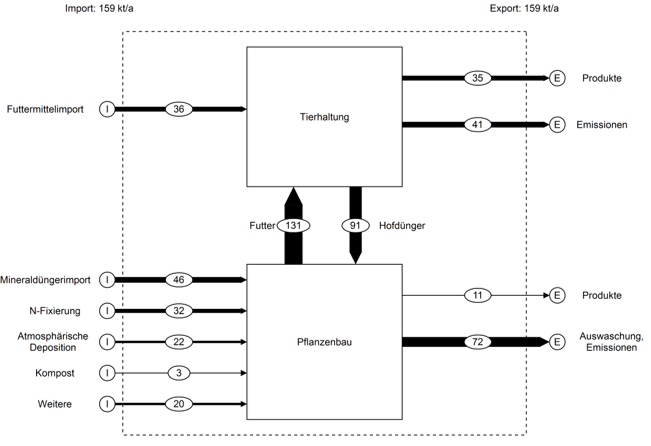 Import: 159 kt/a
Export: 159 kt/a
Futtermittelimport
I
36
Tierhaltung
35
E
Produkte
41
E
Emissionen
Futter
131
91
Hofdünger
Mineraldüngerimport
I
46
N-Fixierung
I
32
Atmosphärische
Deposition
I
22
Kompost
I
3
Weitere
I
20
Pflanzenbau
11
E
Produkte
72
E
Auswaschung,
Emissionen